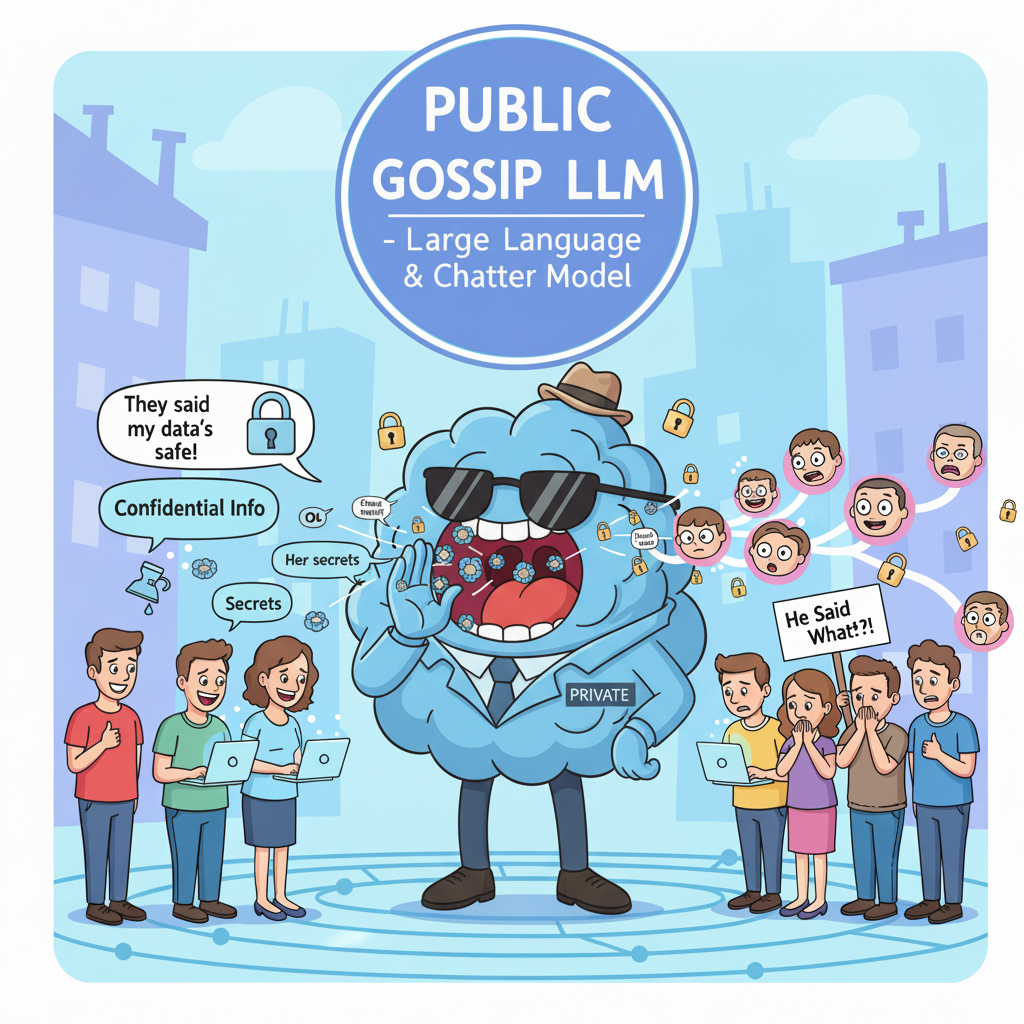 PUBLIC
GOSSIP LLM
- Large Language
& Chatter Model
They said
my data's
safe!
Confidential Info
Her secrets
Secrets
PRIVATE
He Said
What!?!